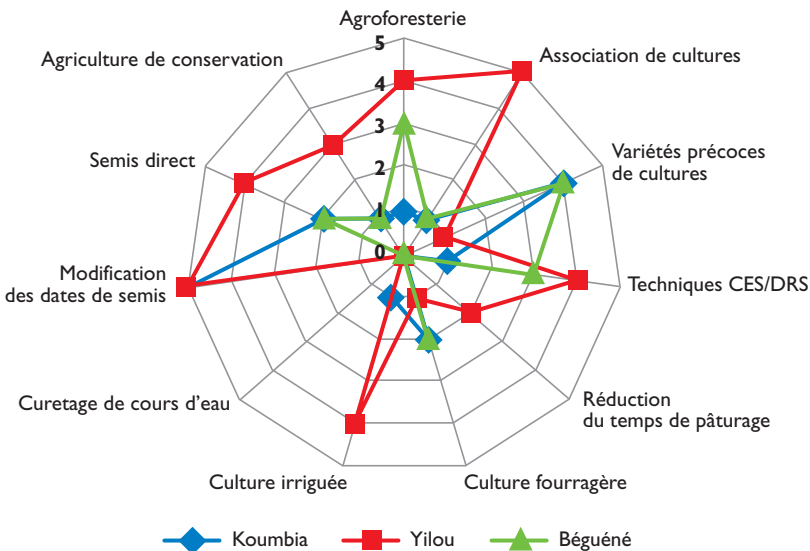 Agroforesterie
5
Association de cultures
Agriculture de conservation
4
3
Variétés précoces
de cultures
Semis direct
2
1
0
Modification
des dates de semis
Techniques CES/DRS
Curetage de cours d'eau
Réduction
du temps de pâturage
Culture irriguée
Culture fourragère
Koumbia
Yilou
Béguéné